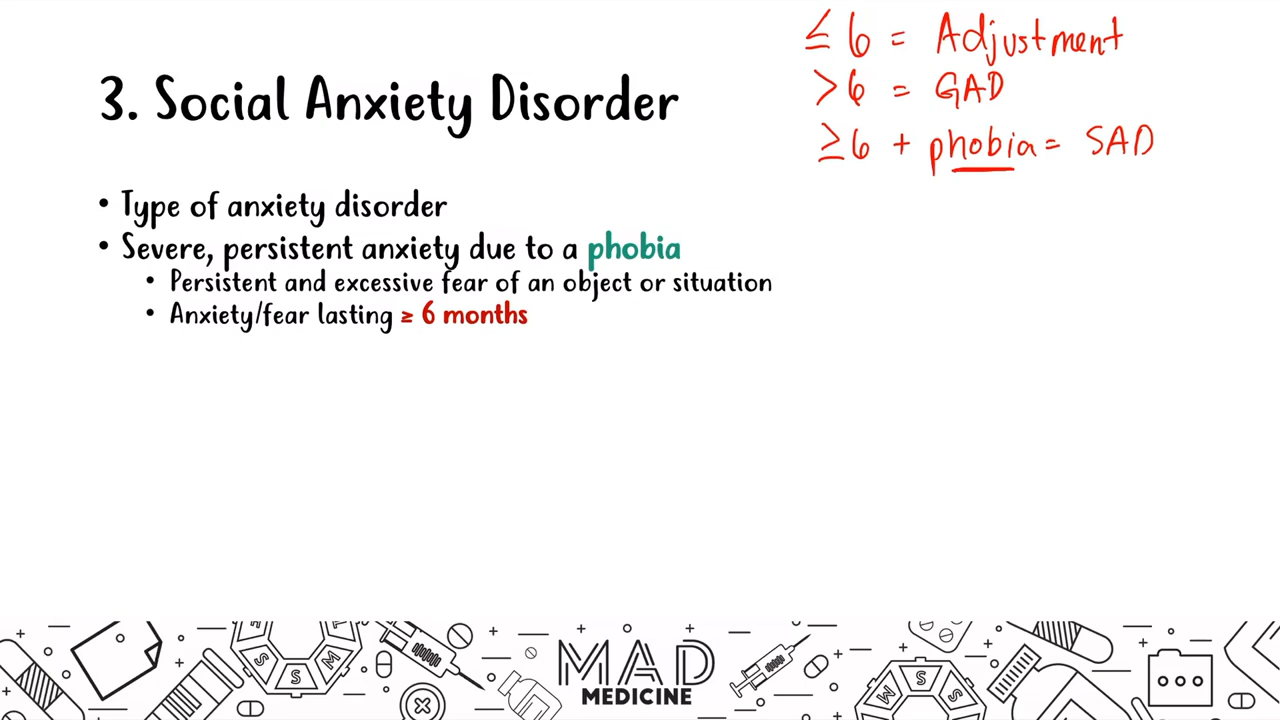 ≤ 6 = Adjustment
> 6 = GAD
≥ 6 + phobia = SAD
3. Social Anxiety Disorder
• Type of anxiety disorder
• Severe, persistent anxiety due to a phobia
• Persistent and excessive fear of an object or situation
• Anxiety/fear lasting ≥ 6 months
S S M
MAD
MEDICINE
M S S